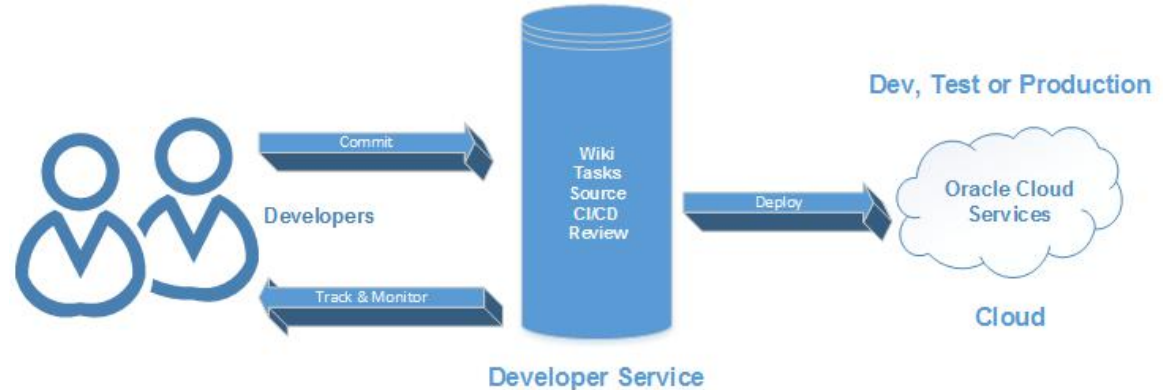 Dev, Test or Production
Commit
Wiki
Tasks
Source
CI/CD
Review
Developers
Deploy
Oracle Cloud
Services
Track & Monitor
Cloud
Developer Service